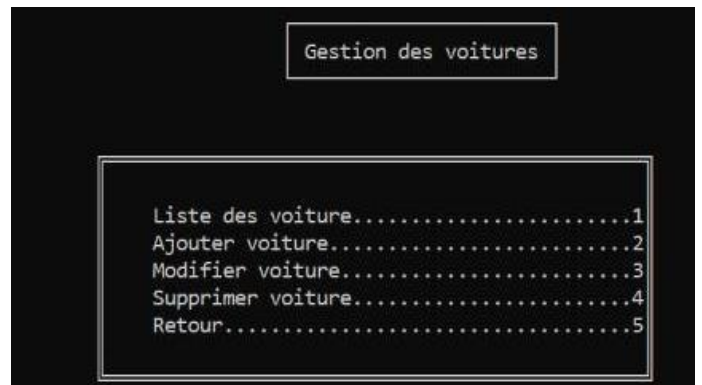 Gestion des voitures
Liste des voiture........................1
Ajouter voiture..........................2
Modifier voiture.........................3
Supprimer voiture........................4
Retour...................................5